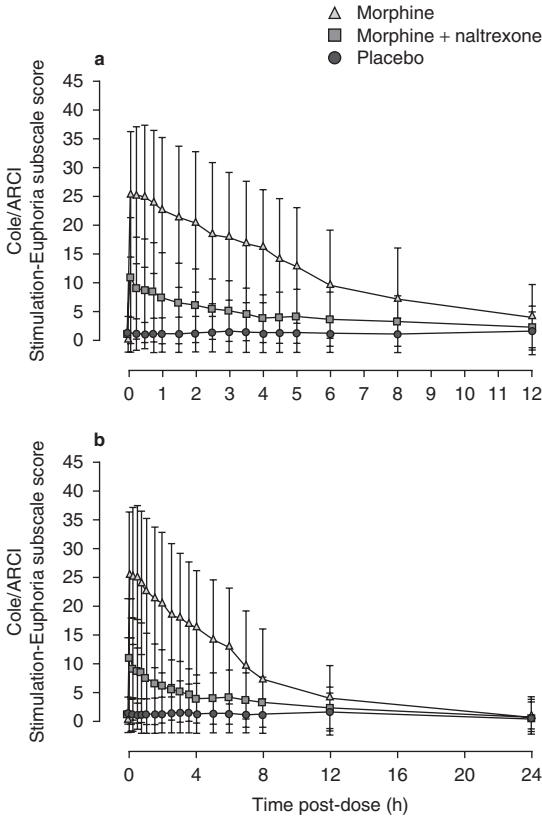 Morphine
Morphine + naltrexone
Placebo
a
Cole/ARCI
Stimulation-Euphoria subscale score
45
40
35
30
25
20
15
10
5
0
0 1 2 3 4 5 6 7 8 9 10 11 12
b
Cole/ARCI
Stimulation-Euphoria subscale score
45
40
35
30
25
20
15
10
5
0
0 4 8 12 16 20 24
Time post-dose (h)